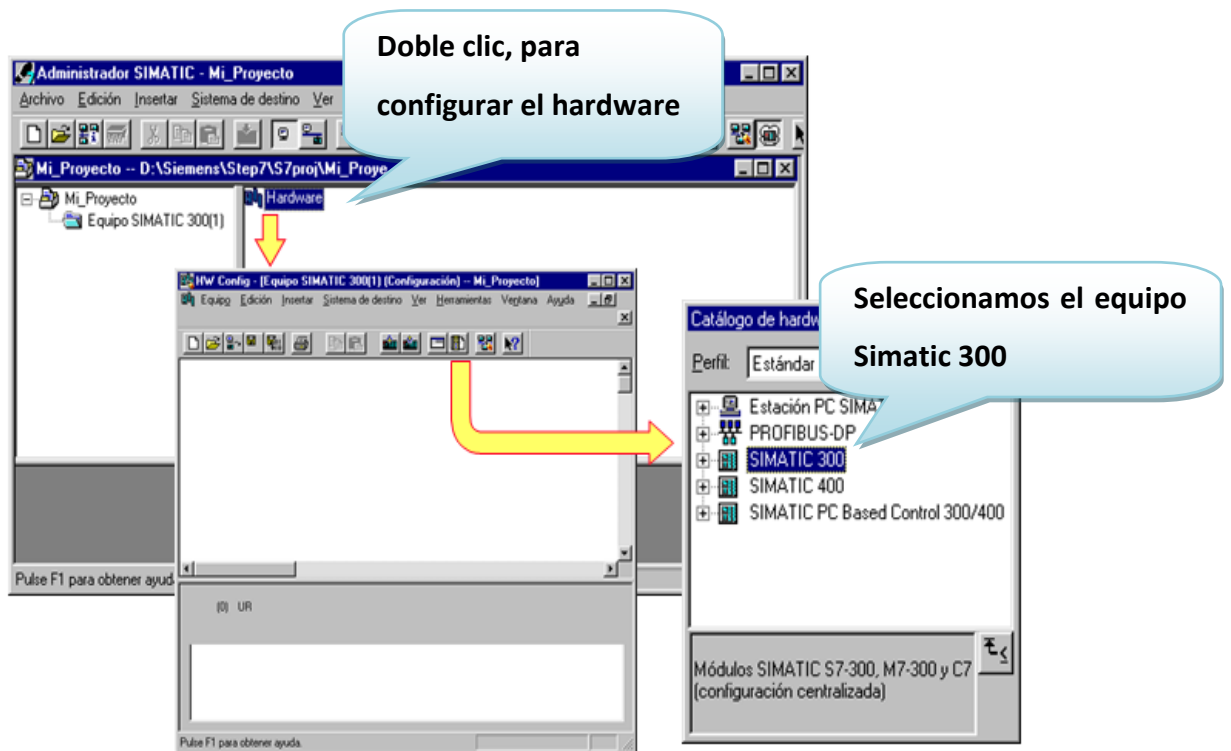 Doble clic, para
configurar el hardware
Administrador SIMATIC - Mi_Proyecto
Archivo Edición Insertar Sistema de destino Ver
Mi_Proyecto -- D:\Siemens\Step7\S7proj\Mi_Proye
Mi_Proyecto
Equipo SIMATIC 300(1)
Hardware
HW Config - [Equipo SIMATIC 300(1) (Configuración) -- Mi_Proyecto]
Equipo Edición Insertar Sistema de destino Ver Herramientas Ventana Ayuda
Seleccionamos el equipo
Simatic 300
Catálogo de hardw
Perfil: Estándar
Estación PC SIMAT
PROFIBUS-DP
SIMATIC 300
SIMATIC 400
SIMATIC PC Based Control 300/400
Pulse F1 para obtener ayud
(0) UR
Módulos SIMATIC S7-300, M7-300 y C7
(configuración centralizada)
Pulse F1 para obtener ayuda.